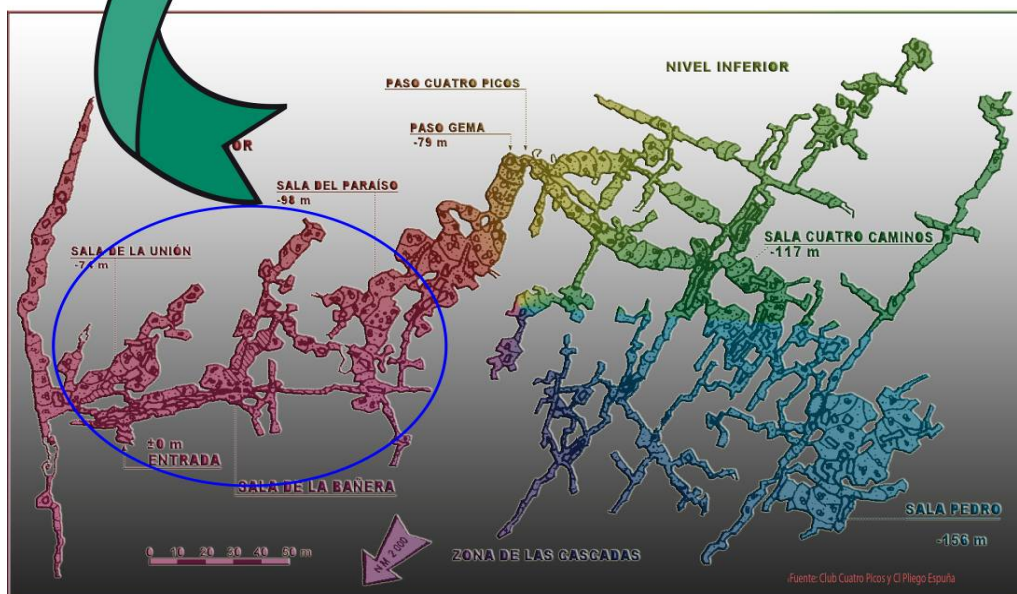 NIVEL INFERIOR
PASO CUATRO PICOS
PASO GEMA
-79 m
OR
SALA DEL PARAÍSO
-98 m
SALA CUATRO CAMINOS
-117 m
SALA DE LA UNIÓN
-74 m
±0 m
ENTRADA
SALA DE LA BAÑERA
SALA PEDRO
-156 m
0 10 20 30 40 50 m
NM 2000
ZONA DE LAS CASCADAS
Fuente: Club Cuatro Picos y Cl Pliego Espuña